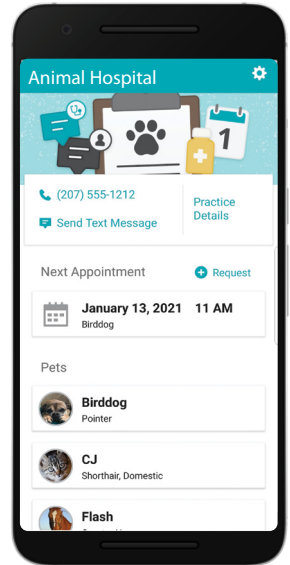 Animal Hospital
1
(207) 555-1212
Send Text Message
Practice
Details
Next Appointment
Request
January 13, 2021 11 AM
Birddog
Pets
Birddog
Pointer
CJ
Shorthair, Domestic
Flash